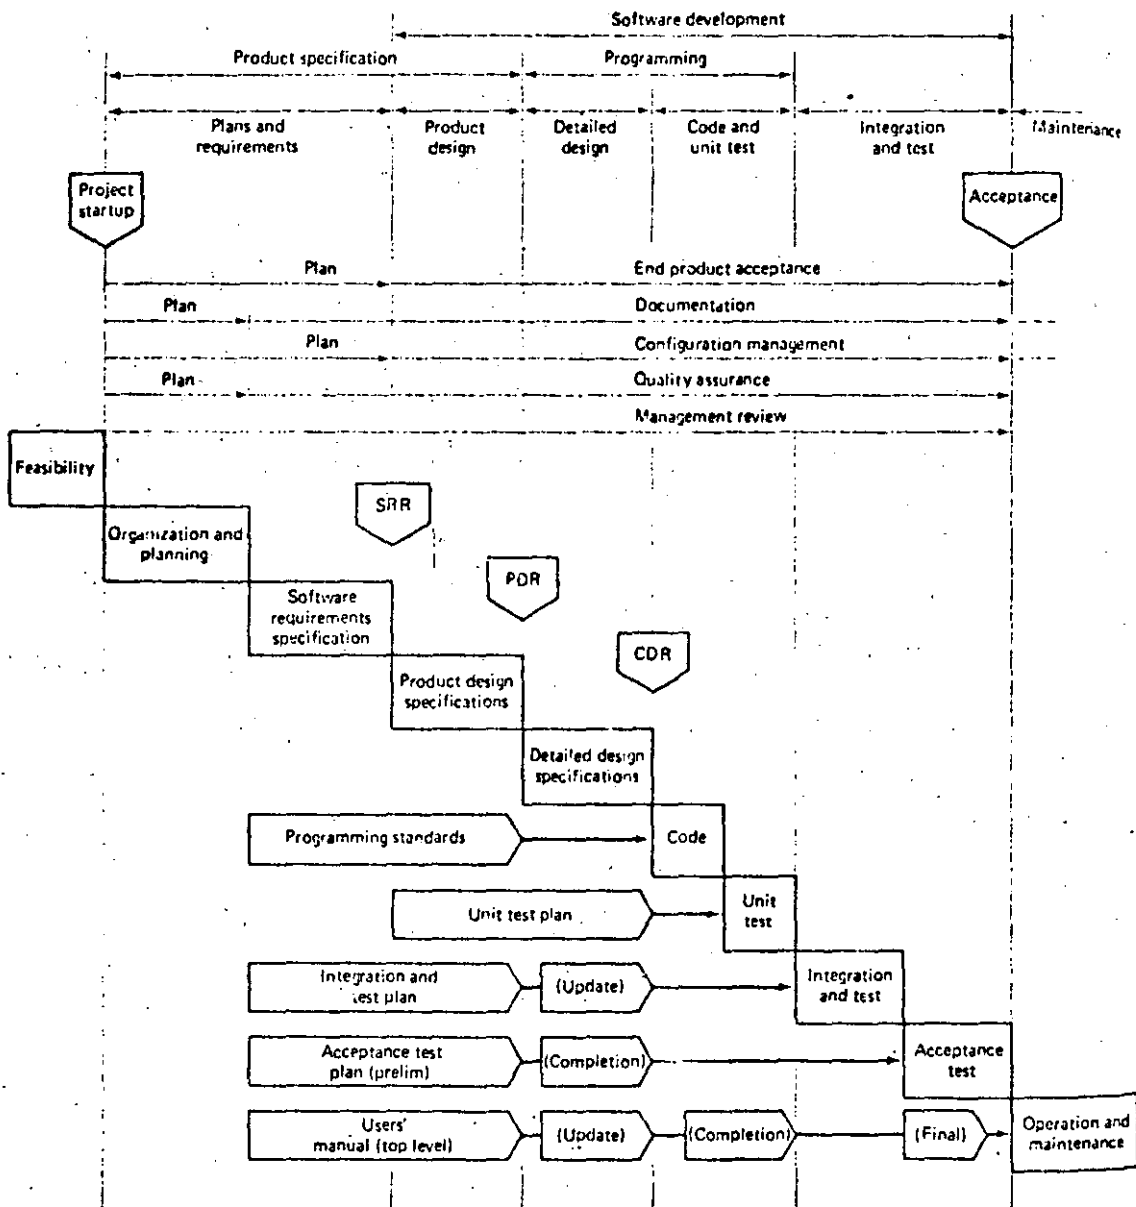 Software development
Product specification
Programming
Plans and
requirements
Product
design
Detailed
design
Code and
unit test
Integration
and test
Maintenance
Project
startup
Acceptance
Plan
End product acceptance
Plan
Documentation
Plan
Configuration management
Plan
Quality assurance
Management review
Feasibility
SRR
Organization and
planning
PDR
Software
requirements
specification
CDR
Product design
specifications
Detailed design
specifications
Programming standards
Code
Unit test plan
Unit
test
Integration and
test plan
(Update)
Integration
and test
Acceptance test
plan (prelim)
(Completion)
Acceptance
test
Users'
manual (top level)
(Update)
(Completion)
(Final)
Operation and
maintenance